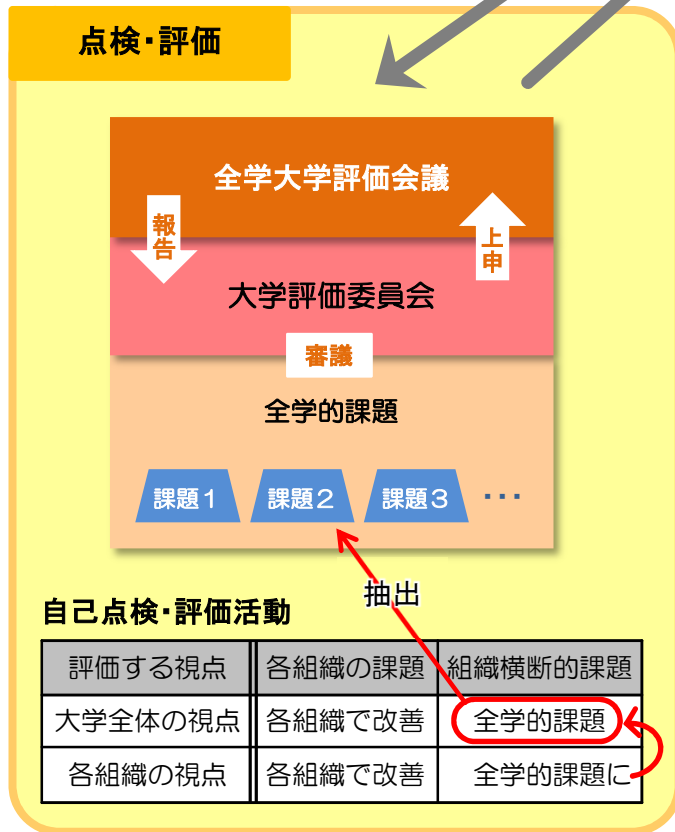 点検・評価
全学大学評価会議
報告
上申
大学評価委員会
審議
全学的課題
課題１ 課題２ 課題３ ･･･
抽出
自己点検・評価活動
評価する視点 各組織の課題 組織横断的課題
大学全体の視点 各組織で改善 全学的課題
各組織の視点 各組織で改善 全学的課題に